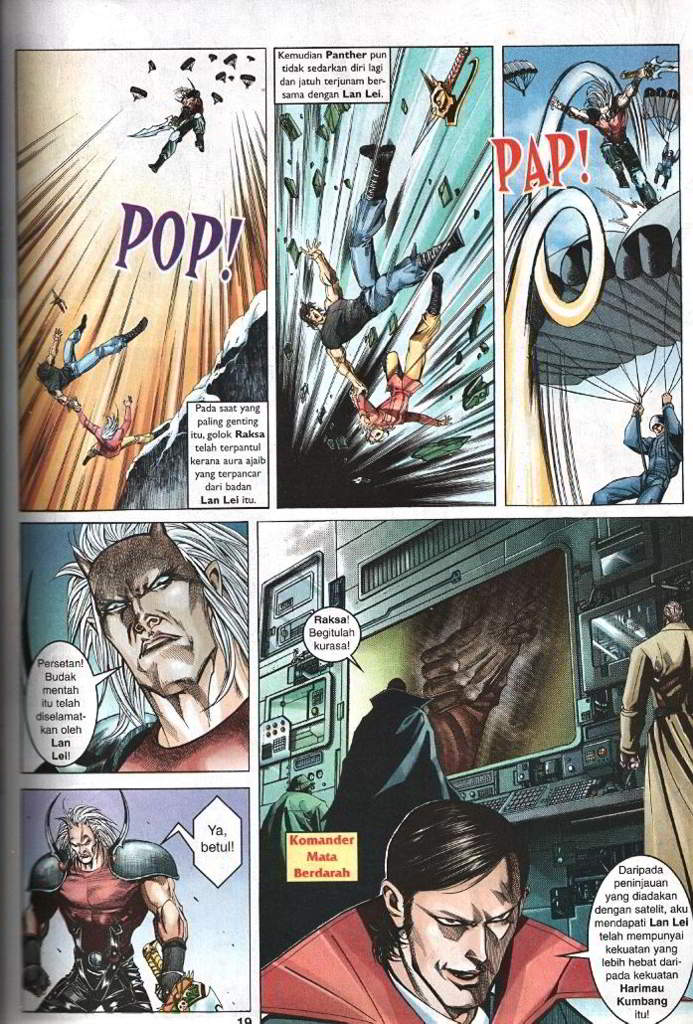 POP!
Pada saat yang
paling genting
itu, golok Raksa
telah terpantul
kerana aura ajaib
yang terpancar
dari badan
Lan Lei itu.
Kemudian Panther pun
tidak sedarkan diri lagi
dan jatuh terjunam ber-
sama dengan Lan Lei.
PAP!
Persetan!
Budak
mentah
itu telah
diselamat-
kan oleh
Lan
Lei!
Raksa!
Begitulah
kurasa!
Ya,
betul!
Komander
Mata
Berdarah
Daripada
peninjauan
yang diadakan
dengan satelit, aku
mendapati Lan Lei
telah mempunyai
kekuatan yang
lebih hebat dari-
pada kekuatan
Harimau
Kumbang
itu!
19